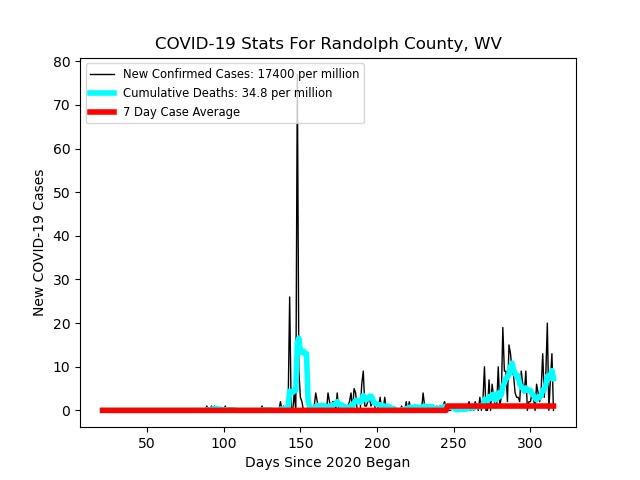 COVID-19 Stats For Randolph County, WV
New Confirmed Cases: 17400 per million
Cumulative Deaths: 34.8 per million
7 Day Case Average
80
70
60
50
40
30
20
10
0
New COVID-19 Cases
50 100 150 200 250 300
Days Since 2020 Began